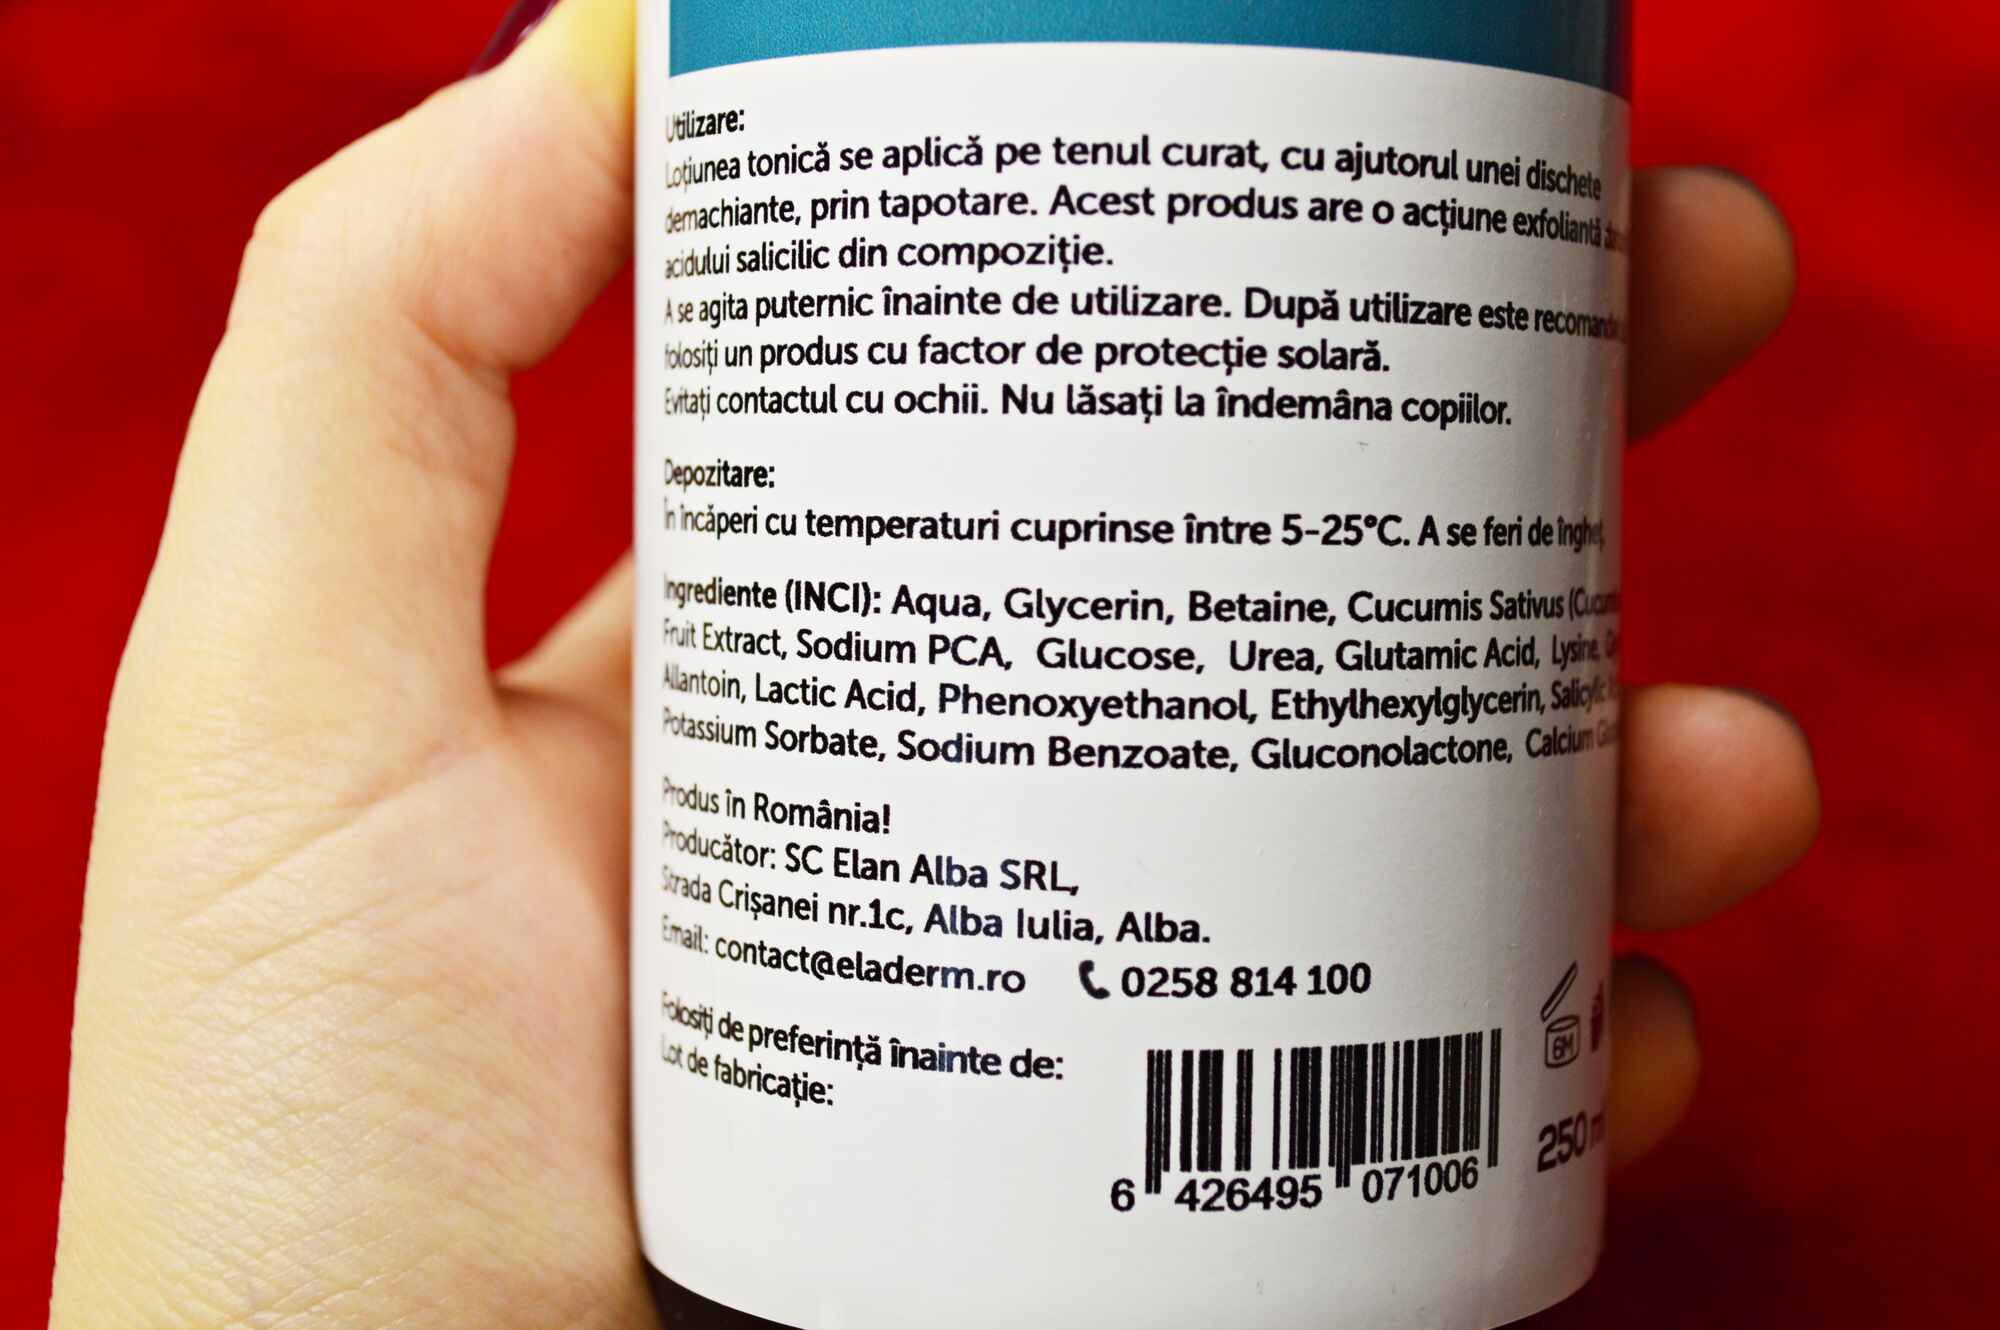 Utilizare:
Loțiunea tonică se aplică pe tenul curat, cu ajutorul unei dischete
demachiante, prin tapotare. Acest produs are o acțiune exfoliantă
acidului salicilic din compoziție.
A se agita puternic înainte de utilizare. După utilizare este
folosiți un produs cu factor de protecție solară.
Evitați contactul cu ochii. Nu lăsați la îndemâna copiilor.
Depozitare:
În încăperi cu temperaturi cuprinse între 5-25°C. A se feri de îngheț.
Ingrediente (INCI): Aqua, Glycerin, Betaine, Cucumis Sativus
Fruit Extract, Sodium PCA, Glucose, Urea, Glutamic Acid, Lysine,
Allantoin, Lactic Acid, Phenoxyethanol, Ethylhexylglycerin, Salicylic
Potassium Sorbate, Sodium Benzoate, Gluconolactone, Calcium
Produs în România!
Producător: SC Elan Alba SRL,
Strada Crișanei nr.1c, Alba Iulia, Alba.
Email: contact@eladerm.ro 0258 814 100
Folosiți de preferință înainte de:
Lot de fabricație:
6M
250 ml
6 426495 071006